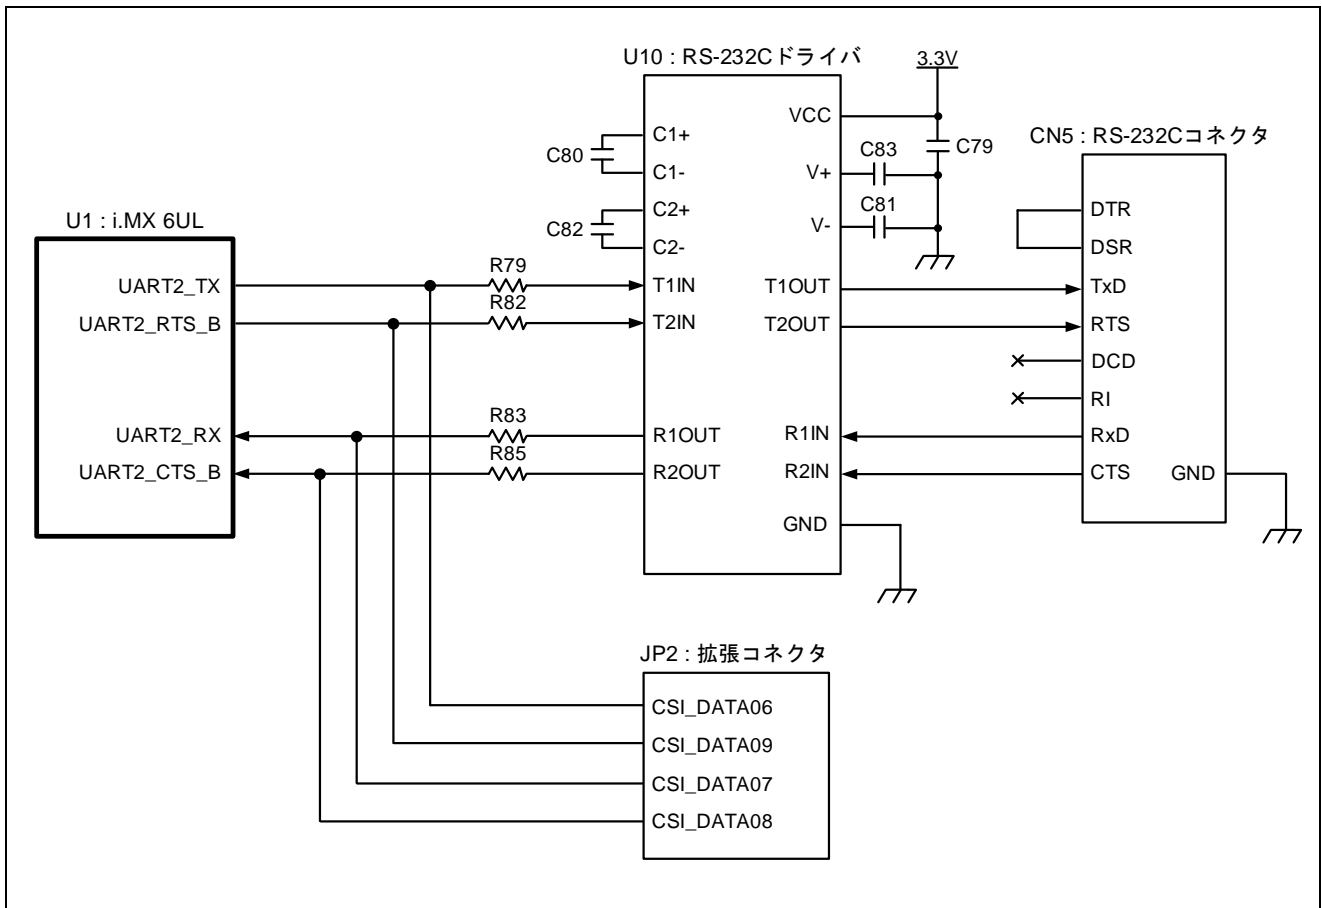 U10 : RS-232Cドライバ
3.3V
VCC
C1+
C80
C1-
C83
C79
V+
CN5 : RS-232Cコネクタ
C2+
C82
C2-
C81
V-
DTR
DSR
U1 : i.MX 6UL
UART2_TX
R79
T1IN
T1OUT
TxD
UART2_RTS_B
R82
T2IN
T2OUT
RTS
DCD
RI
UART2_RX
R83
R1OUT
R1IN
RxD
UART2_CTS_B
R85
R2OUT
R2IN
CTS
GND
GND
JP2 : 拡張コネクタ
CSI_DATA06
CSI_DATA09
CSI_DATA07
CSI_DATA08